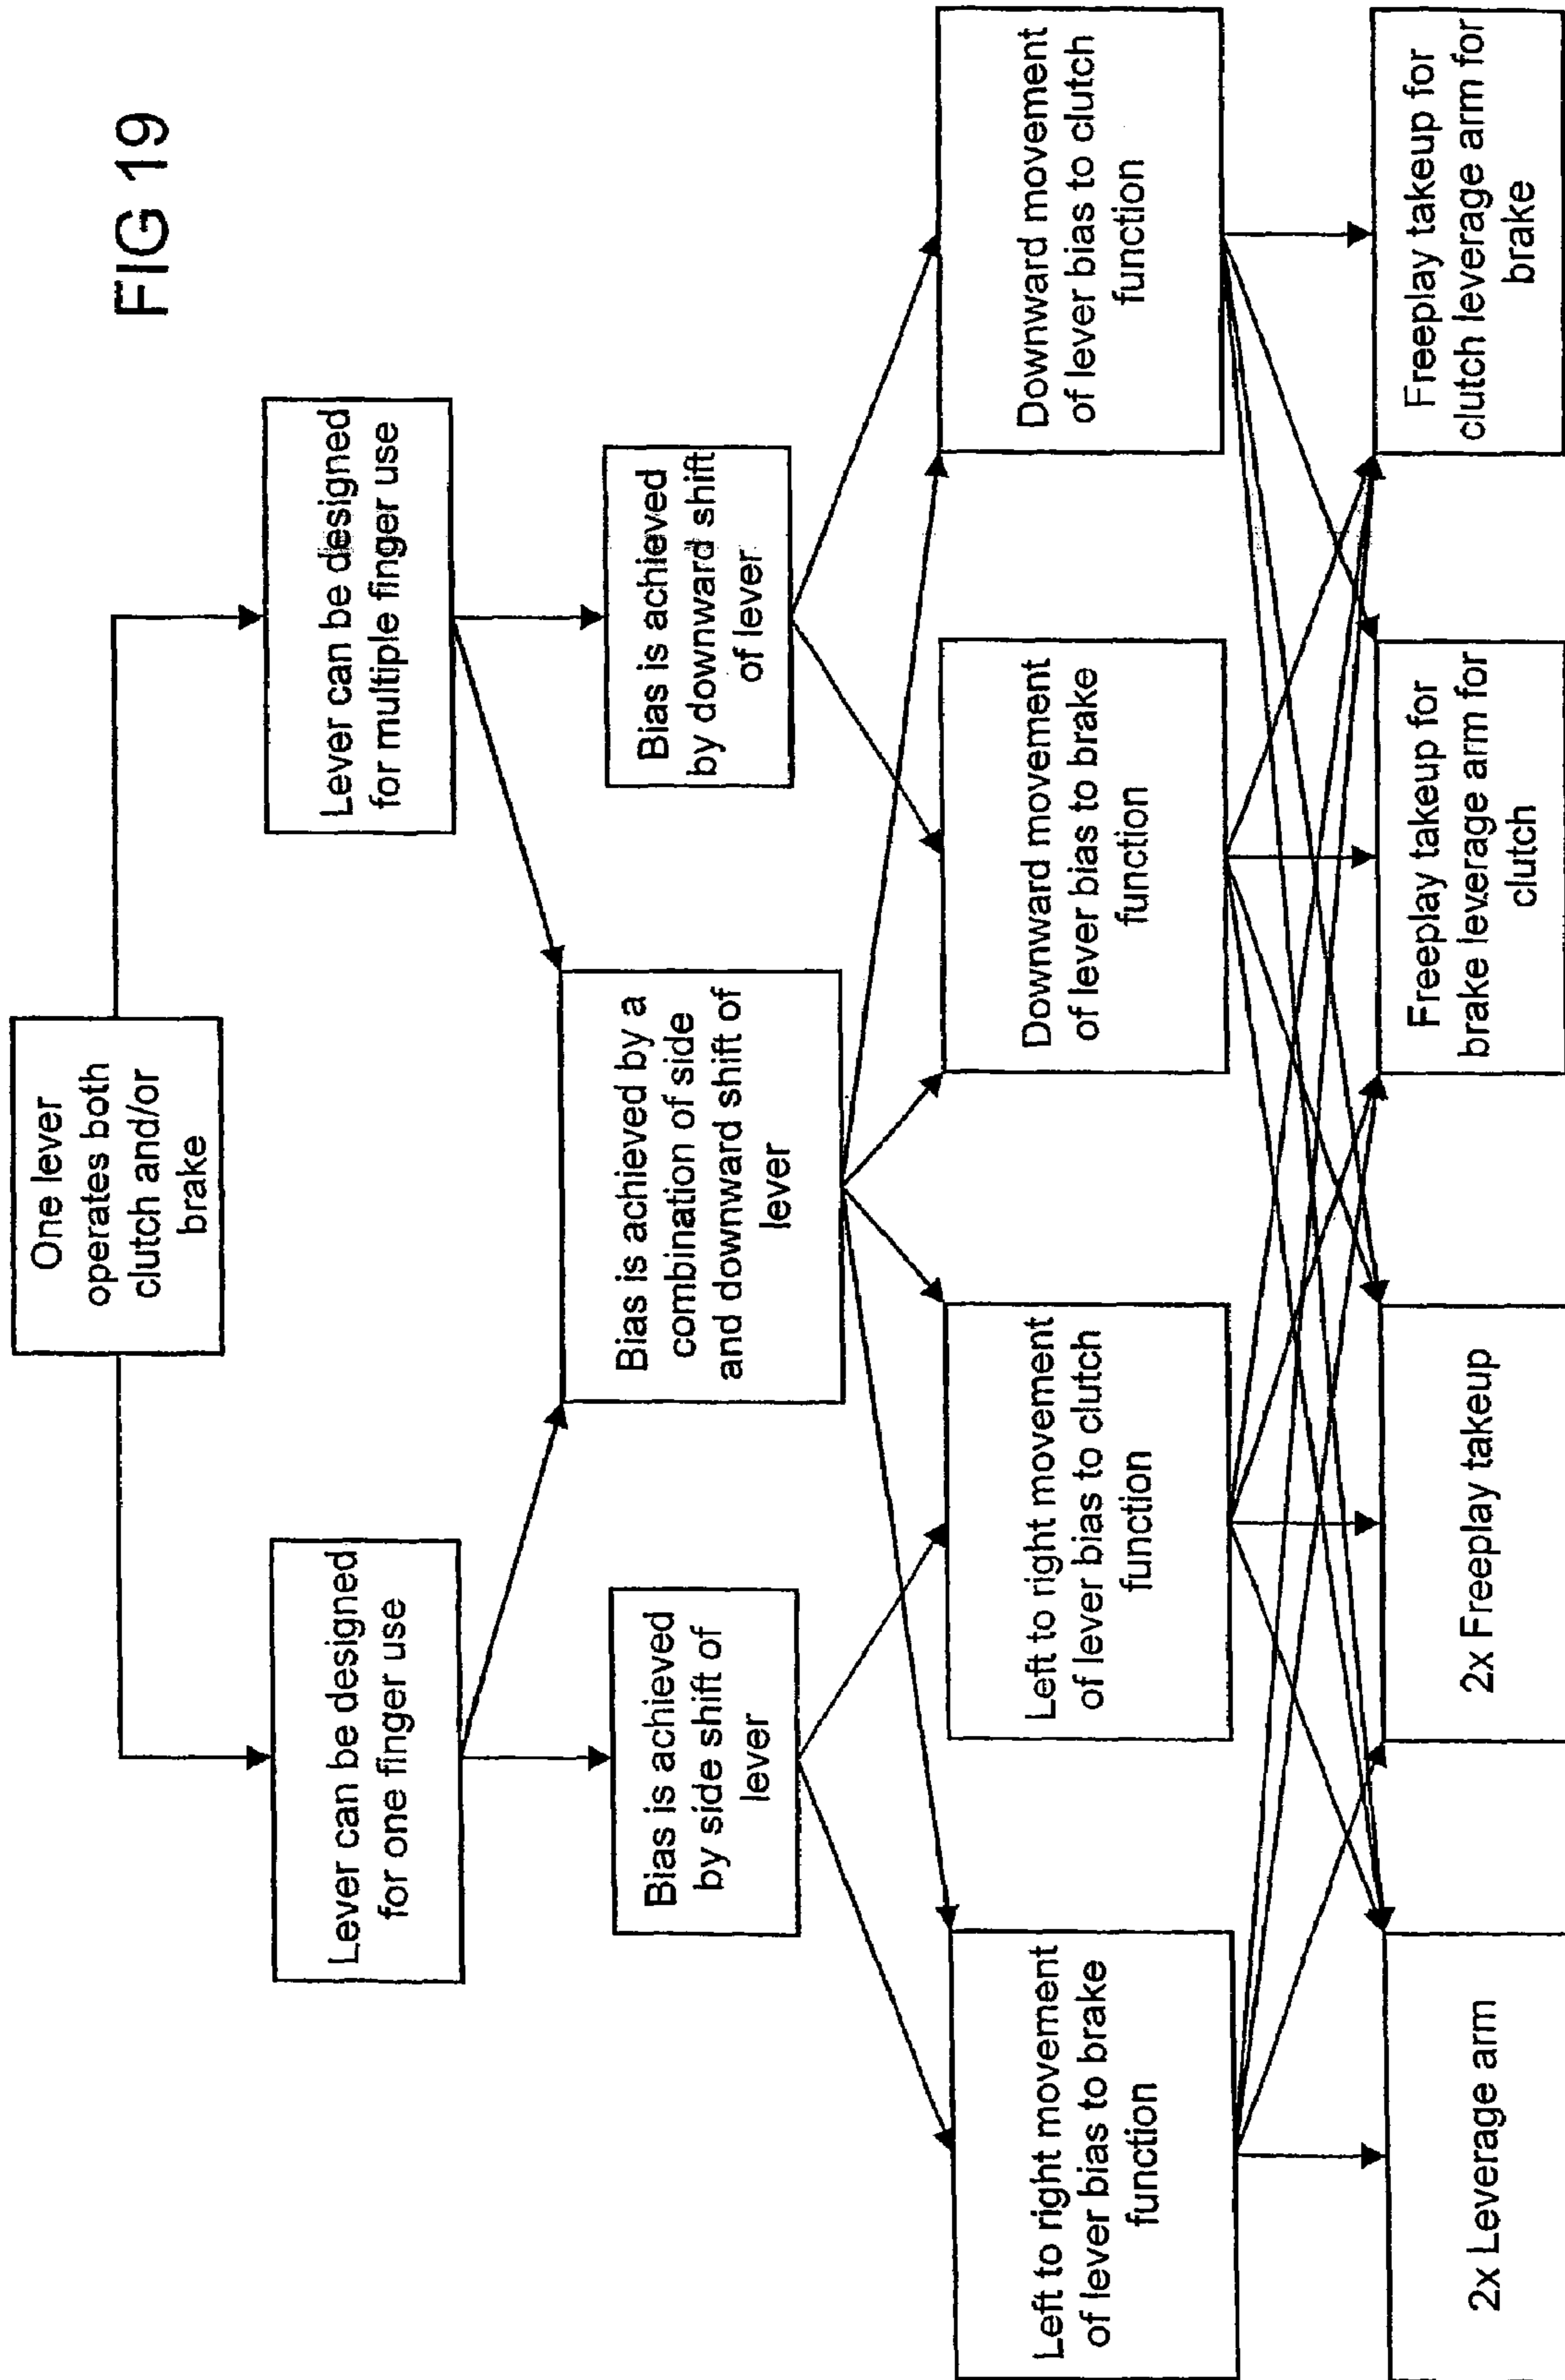 FIG 19
One lever
operates both
clutch and/or
brake
Lever can be designed
for one finger use
Lever can be designed
for multiple finger use
Bias is achieved
by side shift of
lever
Bias is achieved by a
combination of side
and downward shift of
lever
Bias is achieved
by downward shift
of lever
Left to right movement
of lever bias to brake
function
Left to right movement
of lever bias to clutch
function
Downward movement
of lever bias to brake
function
Downward movement
of lever bias to clutch
function
2x Leverage arm
2x Freeplay takeup
Freeplay takeup for
brake leverage arm for
clutch
Freeplay takeup for
clutch leverage arm for
brake